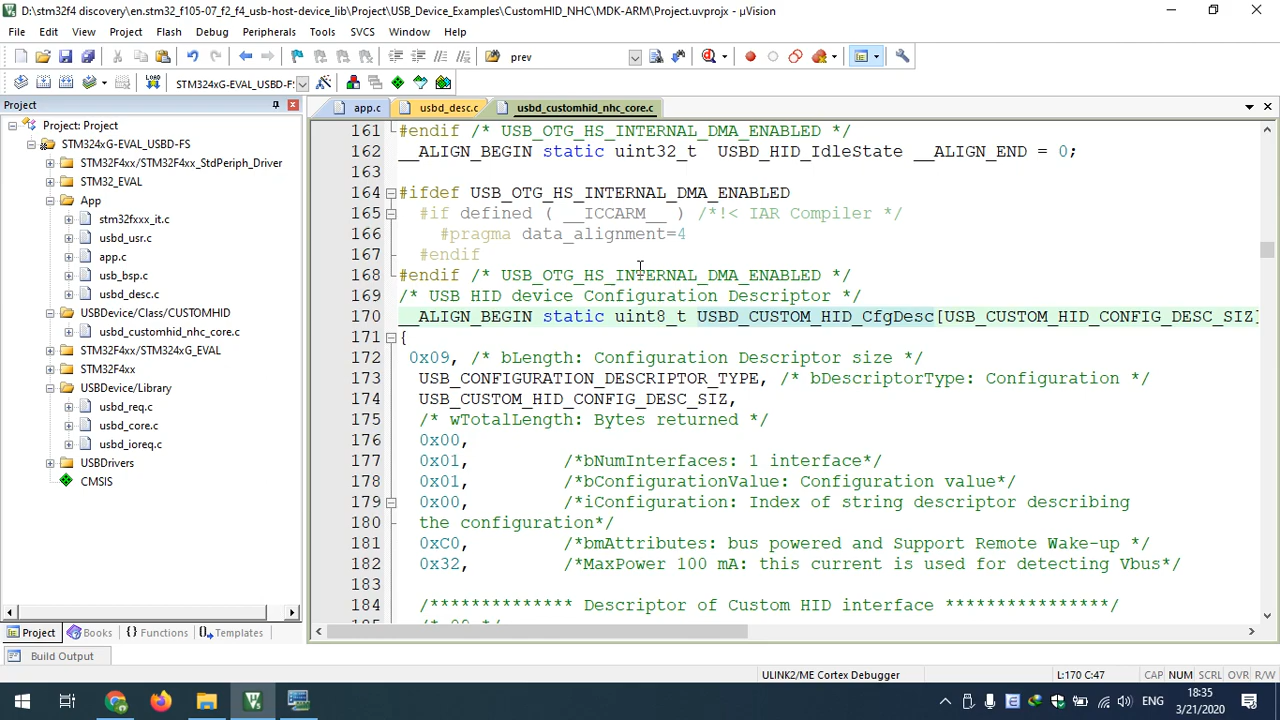 D:\stm32f4 discovery\en.stm32_f105-07_f2_f4_usb-host-device_lib\Project\USB_Device_Examples\CustomHID_NHC\MDK-ARM\Project.uvprojx - µVision
File Edit View Project Flash Debug Peripherals Tools SVCS Window Help
prev
STM324xG-EVAL_USBD-F:
LOAD
Project
app.c usbd_desc.c usbd_customhid_nhc_core.c
Project: Project
STM324xG-EVAL_USBD-FS
STM32F4xx/STM32F4xx_StdPeriph_Driver
STM32_EVAL
App
stm32fxxx_it.c
usbd_usr.c
app.c
usb_bsp.c
usbd_desc.c
USBDevice/Class/CUSTOMHID
usbd_customhid_nhc_core.c
STM32F4xx/STM324xG_EVAL
STM32F4xx
USBDevice/Library
usbd_req.c
usbd_core.c
usbd_ioreq.c
USBDrivers
CMSIS
161 #endif /* USB_OTG_HS_INTERNAL_DMA_ENABLED */
162 __ALIGN_BEGIN static uint32_t  USBD_HID_IdleState __ALIGN_END = 0;
163
164 #ifdef USB_OTG_HS_INTERNAL_DMA_ENABLED
165 #if defined ( __ICCARM__ ) /*!< IAR Compiler */
166 #pragma data_alignment=4
167 #endif
168 #endif /* USB_OTG_HS_INTERNAL_DMA_ENABLED */
169 /* USB HID device Configuration Descriptor */
170 __ALIGN_BEGIN static uint8_t USBD_CUSTOM_HID_CfgDesc[USB_CUSTOM_HID_CONFIG_DESC_SIZ]
171 {
172 0x09, /* bLength: Configuration Descriptor size */
173 USB_CONFIGURATION_DESCRIPTOR_TYPE, /* bDescriptorType: Configuration */
174 USB_CUSTOM_HID_CONFIG_DESC_SIZ,
175 /* wTotalLength: Bytes returned */
176 0x00,
177 0x01, /*bNumInterfaces: 1 interface*/
178 0x01, /*bConfigurationValue: Configuration value*/
179 0x00, /*iConfiguration: Index of string descriptor describing
180 the configuration*/
181 0xC0, /*bmAttributes: bus powered and Support Remote Wake-up */
182 0x32, /*MaxPower 100 mA: this current is used for detecting Vbus*/
183
184 /************** Descriptor of Custom HID interface ****************/
Project Books Functions Templates
Build Output
ULINK2/ME Cortex Debugger L:170 C:47 CAP NUM SCRL OVR R/W
ENG 18:35
3/21/2020